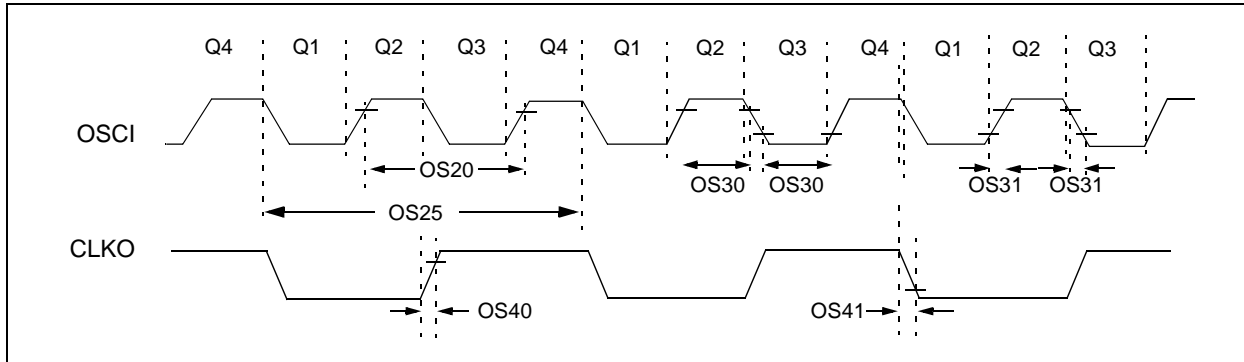 Q4 Q1 Q2 Q3 Q4 Q1 Q2 Q3 Q4 Q1 Q2 Q3
OSCI
OS20
OS30 OS30
OS31 OS31
OS25
CLKO
OS40
OS41